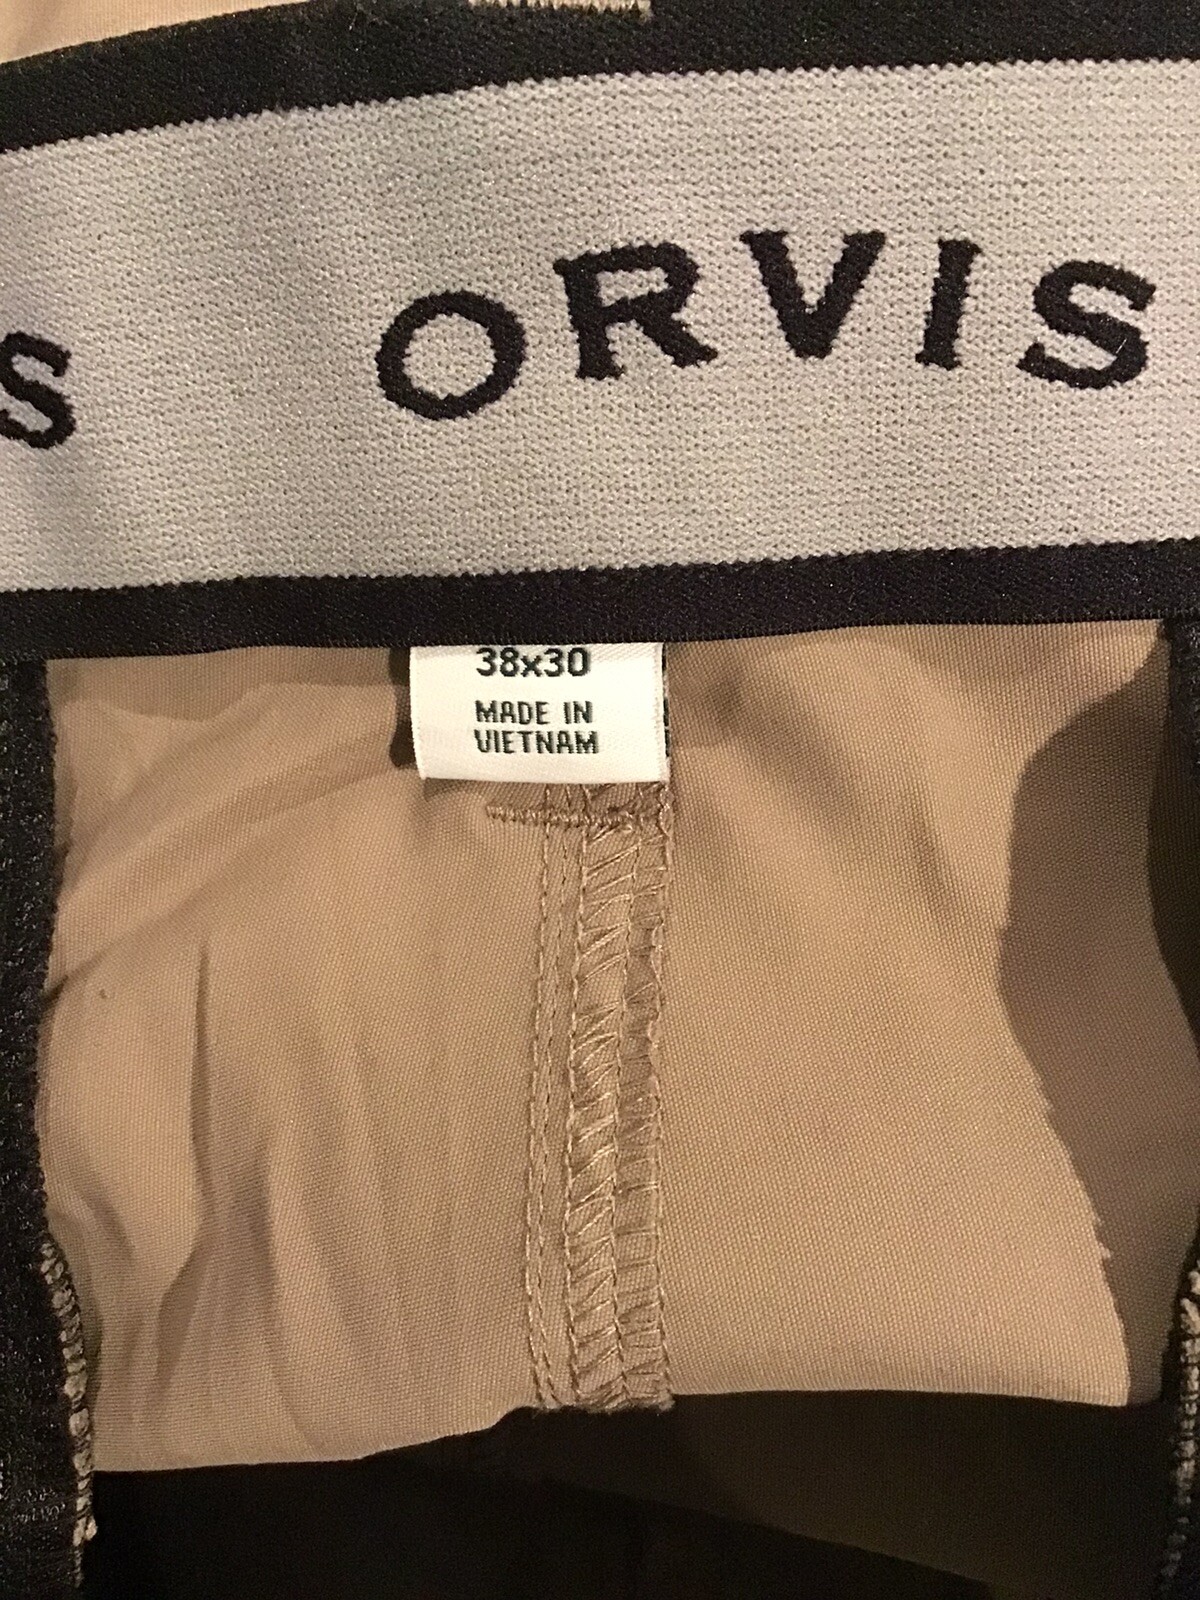 S ORVIS
38x30
MADE IN
VIETNAM